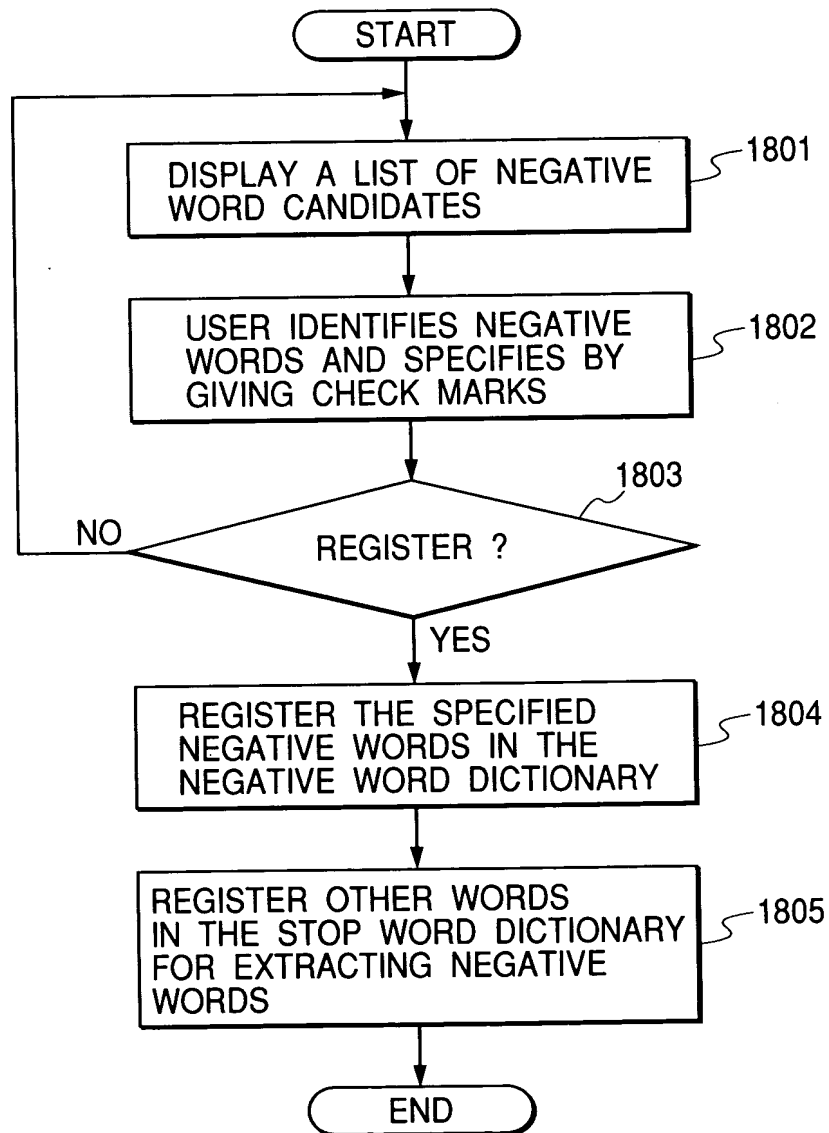 START
DISPLAY A LIST OF NEGATIVE
WORD CANDIDATES
1801
USER IDENTIFIES NEGATIVE
WORDS AND SPECIFIES BY
GIVING CHECK MARKS
1802
1803
NO
REGISTER ?
YES
REGISTER THE SPECIFIED
NEGATIVE WORDS IN THE
NEGATIVE WORD DICTIONARY
1804
REGISTER OTHER WORDS
IN THE STOP WORD DICTIONARY
FOR EXTRACTING NEGATIVE
WORDS
1805
END